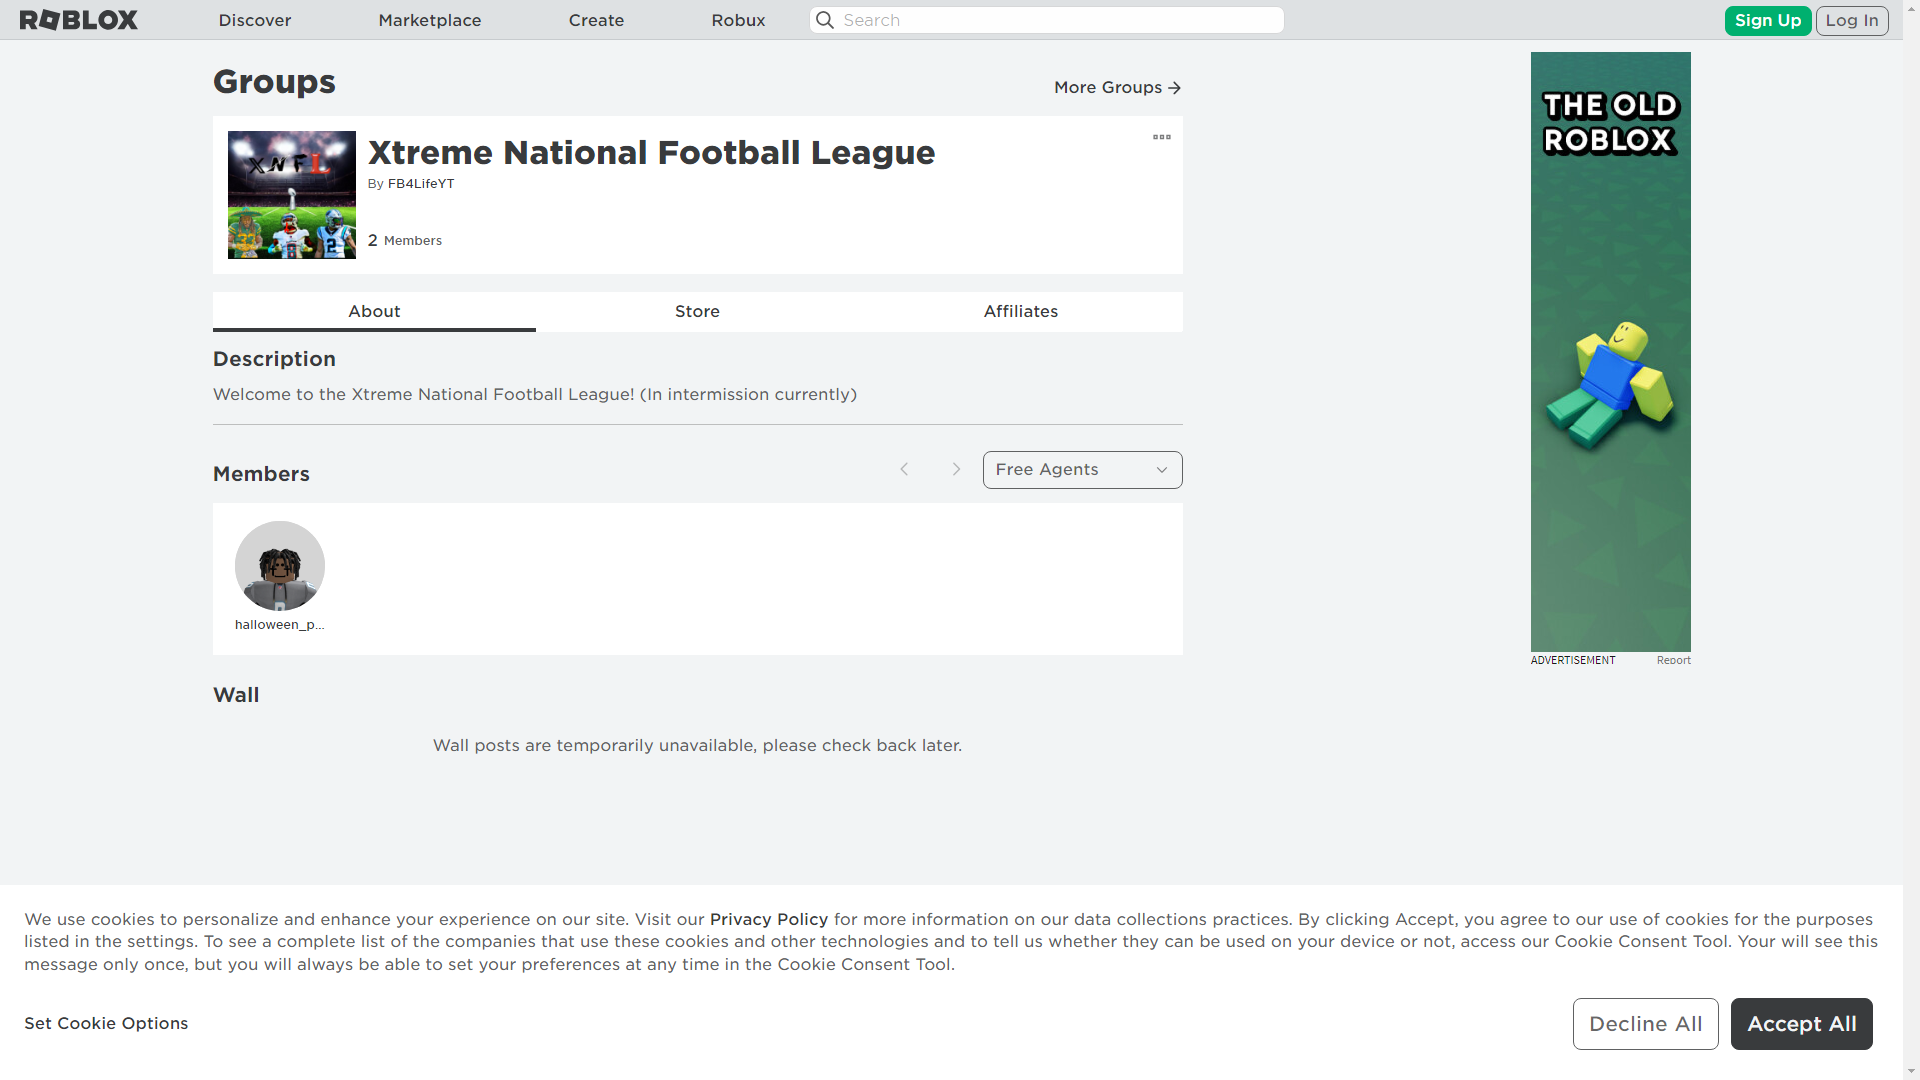 ROBLOX
Discover
Marketplace
Create
Robux
Search
Sign Up
Log In
Groups
More Groups
XNFL
Xtreme National Football League
By FB4LifeYT
2 Members
About
Store
Affiliates
Description
Welcome to the Xtreme National Football League! (In intermission currently)
Members
Free Agents
halloween_p...
Wall
Wall posts are temporarily unavailable, please check back later.
THE OLD
ROBLOX
ADVERTISEMENT
Report
We use cookies to personalize and enhance your experience on our site. Visit our Privacy Policy for more information on our data collections practices. By clicking Accept, you agree to our use of cookies for the purposes
listed in the settings. To see a complete list of the companies that use these cookies and other technologies and to tell us whether they can be used on your device or not, access our Cookie Consent Tool. Your will see this
message only once, but you will always be able to set your preferences at any time in the Cookie Consent Tool.
Set Cookie Options
Decline All
Accept All